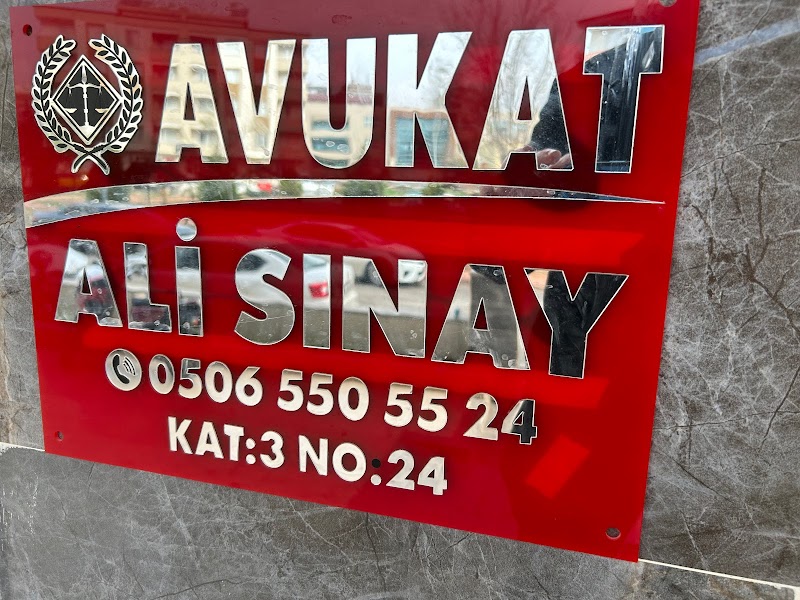 AVUKAT
ALİ SINAY
0506 550 55 24
KAT:3 NO:24